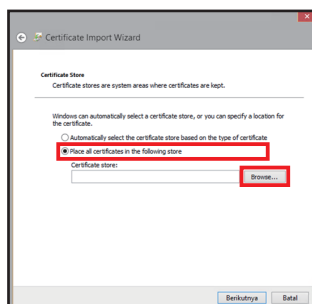 Certificate Import Wizard
Certificate Store
Certificate stores are system areas where certificates are kept.
Windows can automatically select a certificate store, or you can specify a location for
the certificate.
Automatically select the certificate store based on the type of certificate
Place all certificates in the following store
Certificate store:
Browse...
Berikutnya Batal